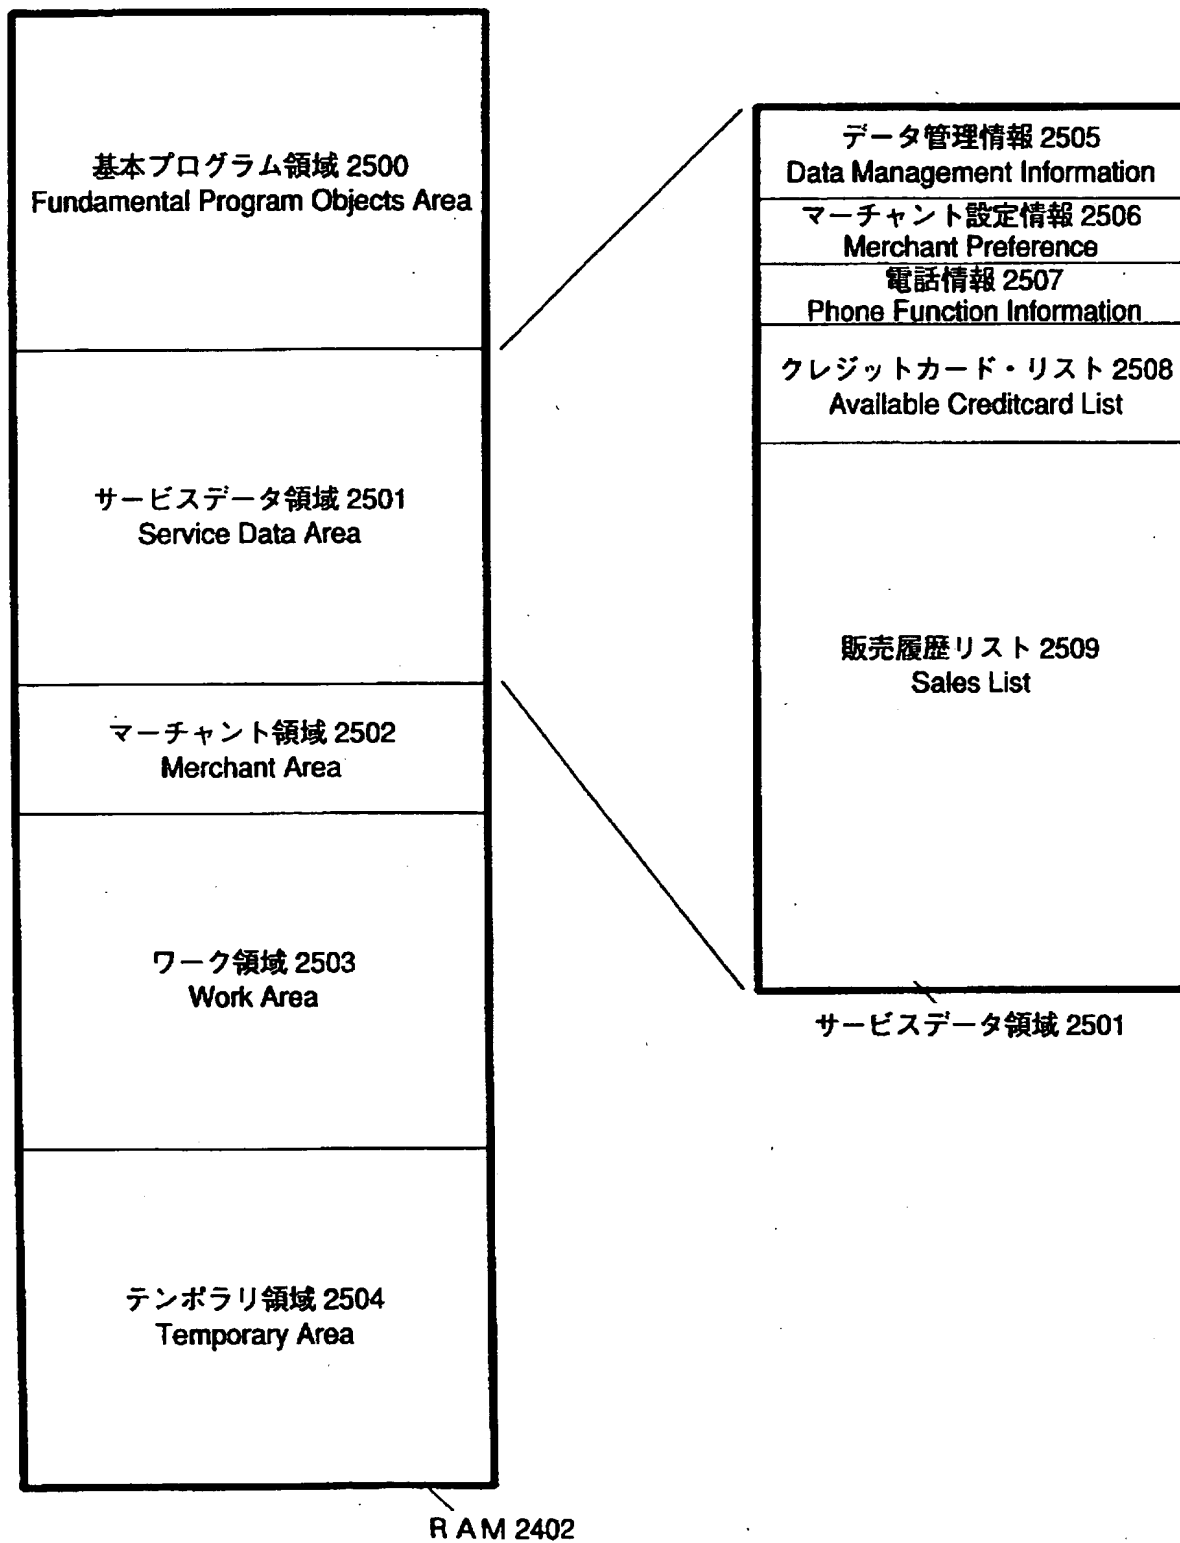 基本プログラム領域 2500
Fundamental Program Objects Area
サービスデータ領域 2501
Service Data Area
マーチャント領域 2502
Merchant Area
ワーク領域 2503
Work Area
テンポラリ領域 2504
Temporary Area
RAM 2402
データ管理情報 2505
Data Management Information
マーチャント設定情報 2506
Merchant Preference
電話情報 2507
Phone Function Information
クレジットカード・リスト 2508
Available Creditcard List
販売履歴リスト 2509
Sales List
サービスデータ領域 2501